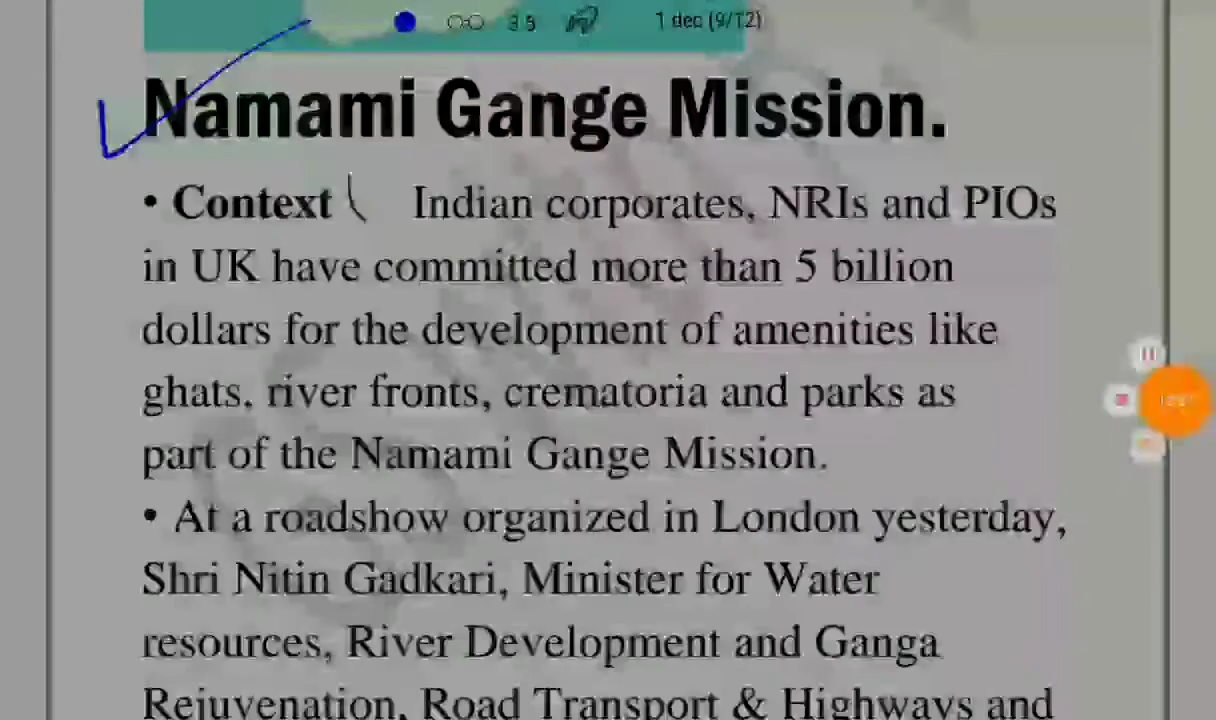 3 5 1 dec (9/12)
Namami Gange Mission.
• Context Indian corporates, NRIs and PIOs
in UK have committed more than 5 billion
dollars for the development of amenities like
ghats, river fronts, crematoria and parks as
part of the Namami Gange Mission.
• At a roadshow organized in London yesterday,
Shri Nitin Gadkari, Minister for Water
resources, River Development and Ganga
Rejuvenation, Road Transport & Highways and